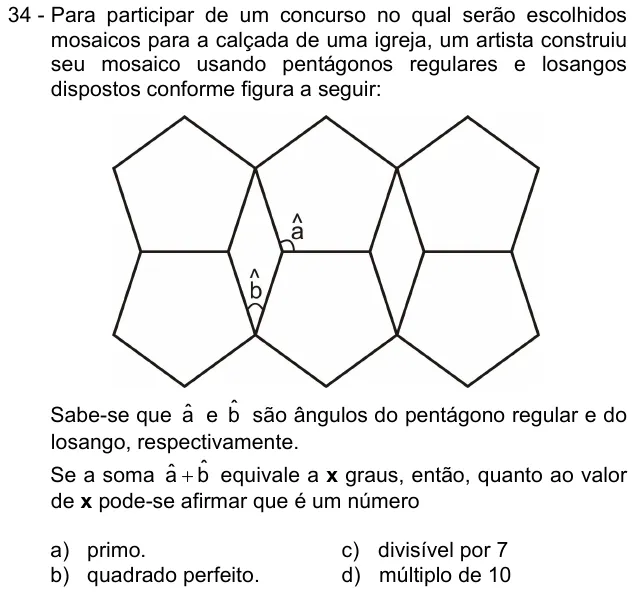 34 - Para participar de um concurso no qual serão escolhidos
mosaicos para a calçada de uma igreja, um artista construiu
seu mosaico usando pentágonos regulares e losangos
dispostos conforme figura a seguir:
â
b̂
Sabe-se que â e b̂ são ângulos do pentágono regular e do
losango, respectivamente.
Se a soma â + b̂ equivale a x graus, então, quanto ao valor
de x pode-se afirmar que é um número
a) primo.
b) quadrado perfeito.
c) divisível por 7
d) múltiplo de 10